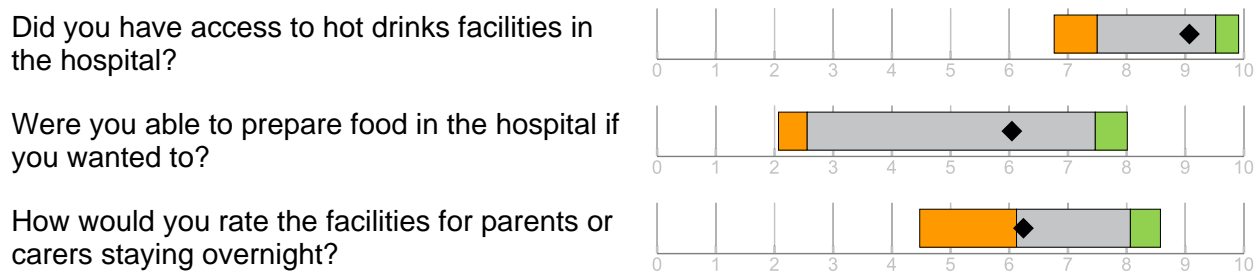 Did you have access to hot drinks facilities in
the hospital?
0 1 2 3 4 5 6 7 8 9 10
Were you able to prepare food in the hospital if
you wanted to?
0 1 2 3 4 5 6 7 8 9 10
How would you rate the facilities for parents or
carers staying overnight?
0 1 2 3 4 5 6 7 8 9 10